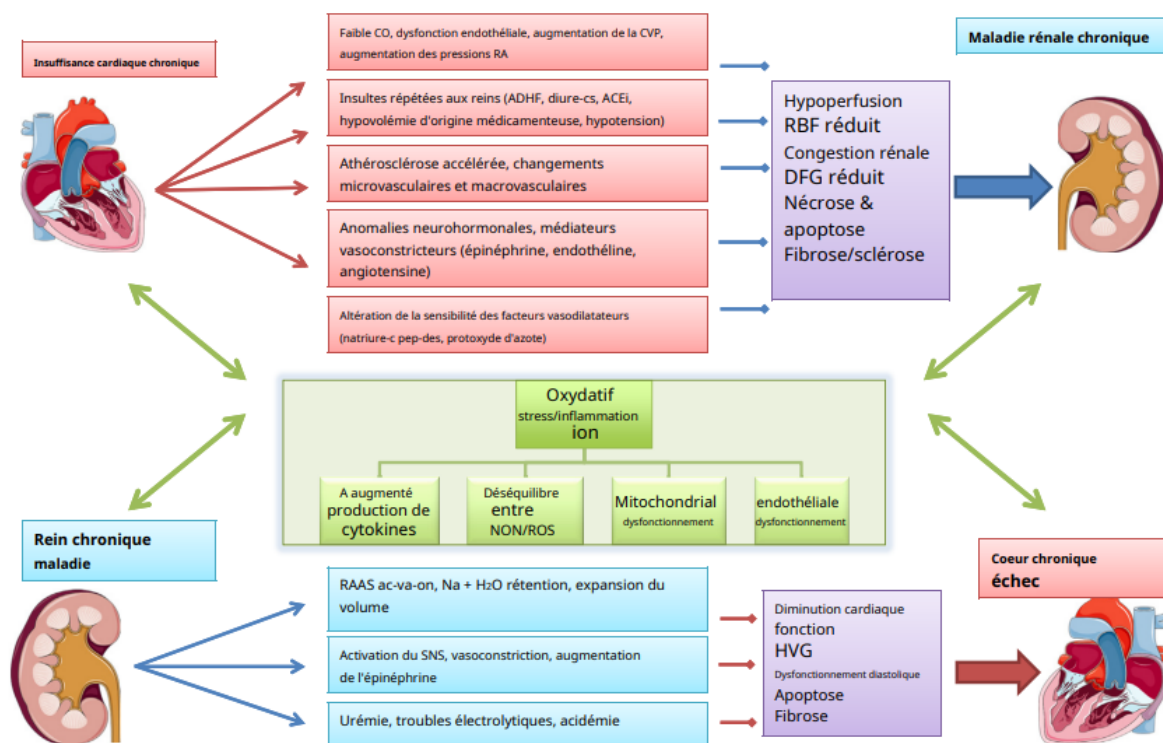 Insuffisance cardiaque chronique
Faible CO, dysfonction endothéliale, augmentation de la CVP,
augmentation des pressions RA
Insultes répétées aux reins (ADHF, diure-cs, ACEi,
hypovolémie d'origine médicamenteuse, hypotension)
Athérosclérose accélérée, changements
microvasculaires et macrovasculaires
Anomalies neurohormonales, médiateurs
vasoconstricteurs (épinéphrine, endothéline,
angiotensine)
Altération de la sensibilité des facteurs vasodilatateurs
(natriure-c pep-des, protoxyde d'azote)
Hypoperfusion
RBF réduit
Congestion rénale
DFG réduit
Nécrose &
apoptose
Fibrose/sclérose
Maladie rénale chronique
Oxydatif
stress/inflammation
ion
A augmenté
production de
cytokines
Déséquilibre
entre
NON/ROS
Mitochondrial
dysfonctionnement
endothéliale
dysfonctionnement
Rein chronique
maladie
RAAS ac-va-on, Na + H2O rétention, expansion du
volume
Activation du SNS, vasoconstriction, augmentation
de l'épinéphrine
Urémie, troubles électrolytiques, acidémie
Diminution cardiaque
fonction
HVG
Dysfonctionnement diastolique
Apoptose
Fibrose
Coeur chronique
échec